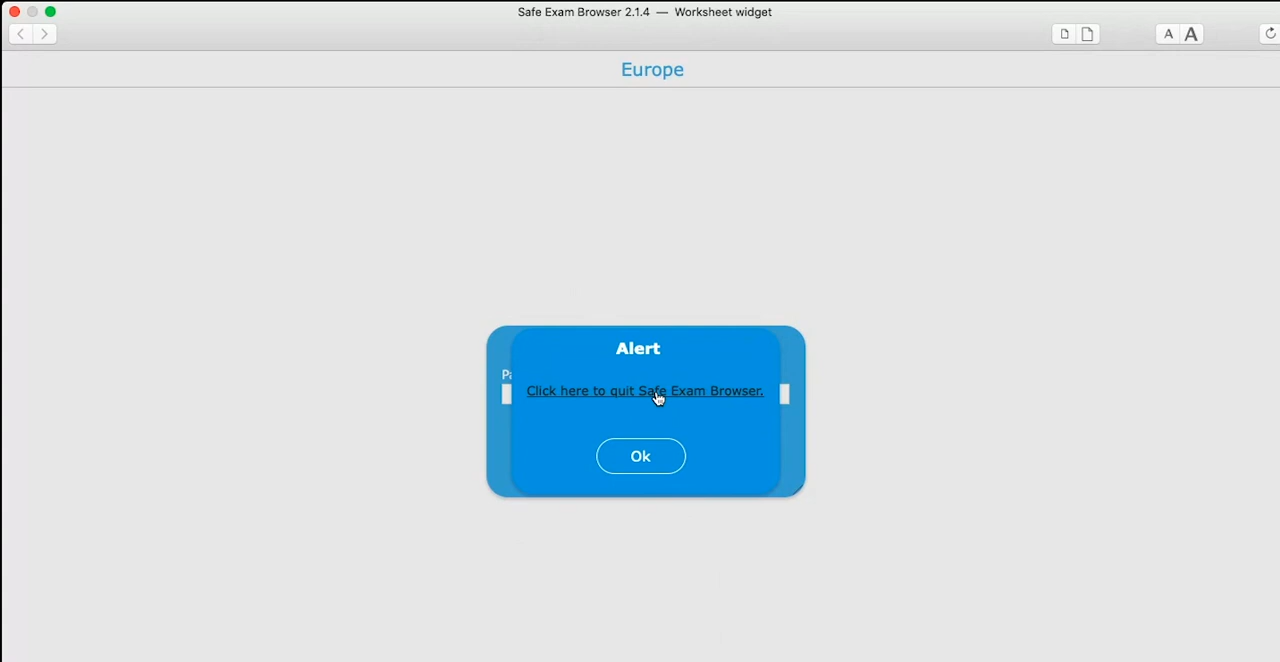 Safe Exam Browser 2.1.4 — Worksheet widget
A A
Europe
Alert
Click here to quit Safe Exam Browser.
Ok